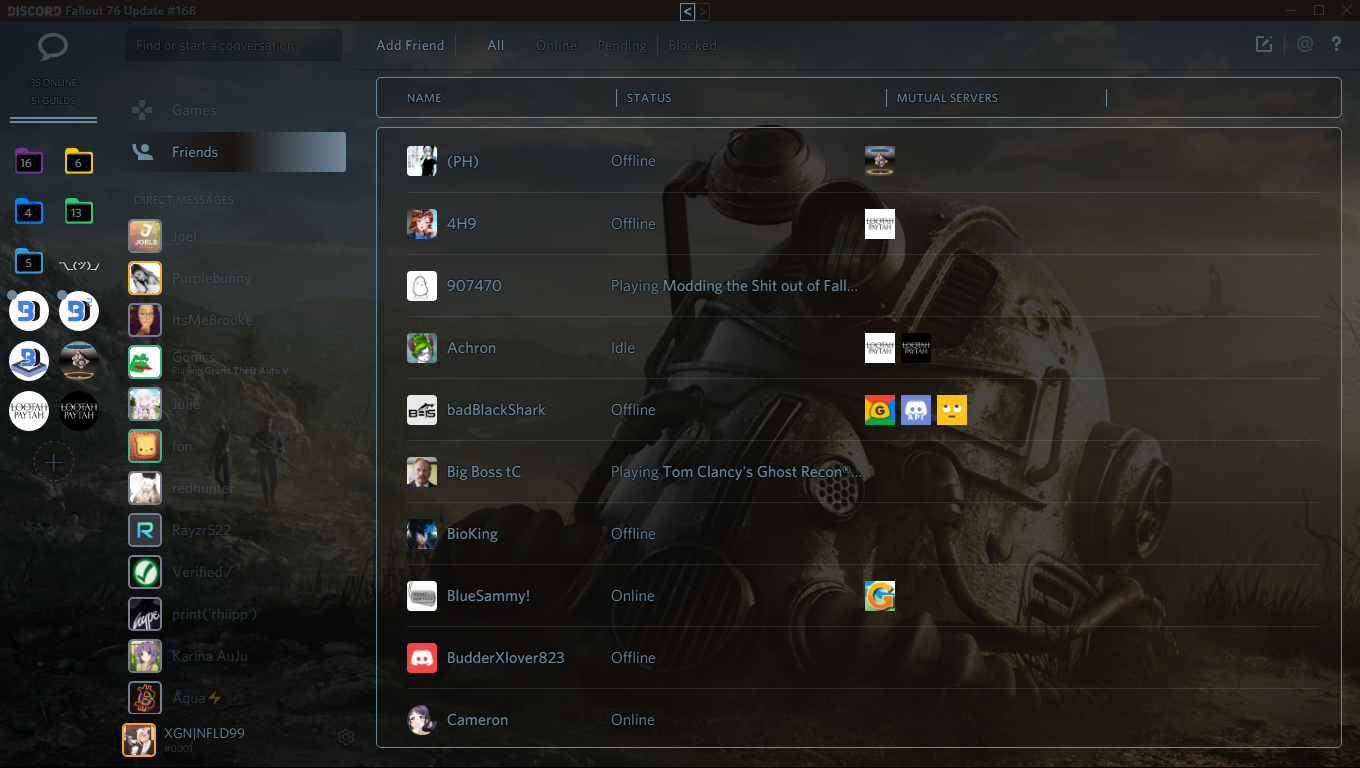 DISCORD Fallout 76 Update #168
< >
35 ONLINE
51 GUILDS
16
6
4
13
5
¯\_(ツ)_/
LOOTAH PAYTAH
LOOTAH PAYTAH
Find or start a conversation
Games
Friends
DIRECT MESSAGES
Joel
Purplebunny
ItsMeBrooke
Gonics
Playing Grand Theft Auto V
Julie
fon
redhunter
Rayzr522
Verified✓
print('rhiipp')
Karina AuJu
Aqua⚡
XGN|NFLD99
#0001
Add Friend All Online Pending Blocked
@ ?
NAME STATUS MUTUAL SERVERS
(PH) Offline
4H9 Offline LOOTAH PAYTAH
907470 Playing Modding the Shit out of Fall...
Achron Idle LOOTAH PAYTAH LOOTAH PAYTAH
badBlackShark Offline
Big Boss tC Playing Tom Clancy's Ghost Recon®...
BioKing Offline
BlueSammy! Online
BudderXlover823 Offline
Cameron Online